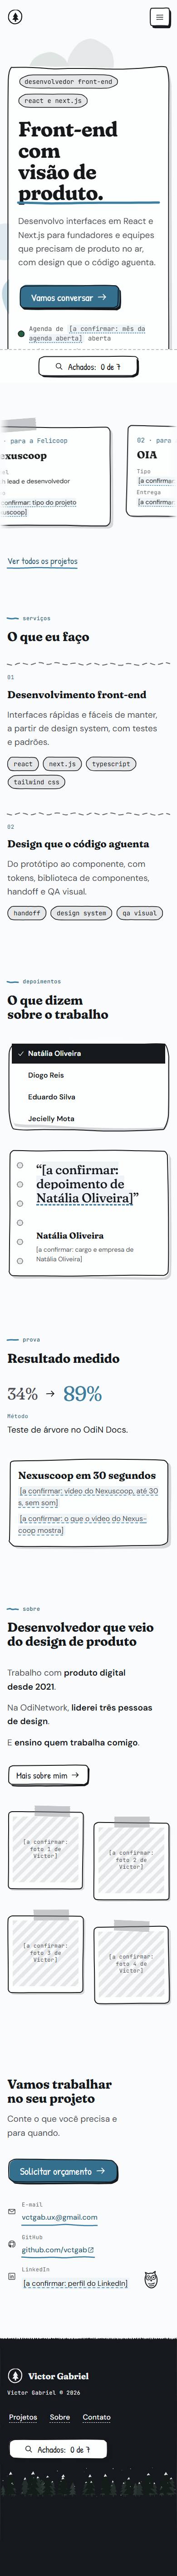 desenvolvedor front-end
react e next.js
Front-end
com
visão de
produto.
Desenvolvo interfaces em React e
Next.js para fundadores e equipes
que precisam de produto no ar,
com design que o código aguenta.
Vamos conversar
Agenda de [a confirmar: mês da
agenda aberta] aberta
Achados: 0 de 7
· para a Felicoop
exuscoop
h lead e desenvolvedor
confirmar: tipo do projeto
uscoop]
02 · para
OIA
Tipo
[a confirmar
Entrega
[a confirmar
Ver todos os projetos
serviços
O que eu faço
01
Desenvolvimento front-end
Interfaces rápidas e fáceis de manter,
a partir de design system, com testes
e padrões.
react
next.js
typescript
tailwind css
02
Design que o código aguenta
Do protótipo ao componente, com
tokens, biblioteca de componentes,
handoff e QA visual.
handoff
design system
qa visual
depoimentos
O que dizem
sobre o trabalho
Natália Oliveira
Diogo Reis
Eduardo Silva
Jecielly Mota
“[a confirmar:
depoimento de
Natália Oliveira]”
Natália Oliveira
[a confirmar: cargo e empresa de
Natália Oliveira]
prova
Resultado medido
34% → 89%
Método
Teste de árvore no OdiN Docs.
Nexuscoop em 30 segundos
[a confirmar: vídeo do Nexuscoop, até 30
s, sem som]
[a confirmar: o que o vídeo do Nexus-
coop mostra]
sobre
Desenvolvedor que veio
do design de produto
Trabalho com produto digital
desde 2021.
Na OdiNetwork, liderei três pessoas
de design.
E ensino quem trabalha comigo.
Mais sobre mim
[a confirmar:
foto 1 de
Victor]
[a confirmar:
foto 2 de
Victor]
[a confirmar:
foto 3 de
Victor]
[a confirmar:
foto 4 de
Victor]
Vamos trabalhar
no seu projeto
Conte o que você precisa e
para quando.
Solicitar orçamento
E-mail
vctgab.ux@gmail.com
GitHub
github.com/vctgab
LinkedIn
[a confirmar: perfil do LinkedIn]
Victor Gabriel
Victor Gabriel © 2026
Projetos
Sobre
Contato
Achados: 0 de 7